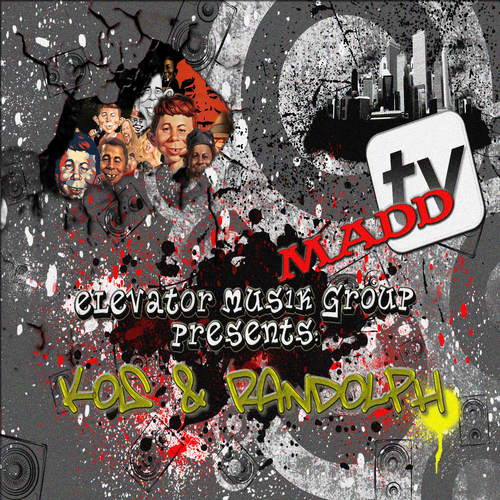 tv
MADD
eLevator Musik Group
Presents:
KOS & RANDOLPH